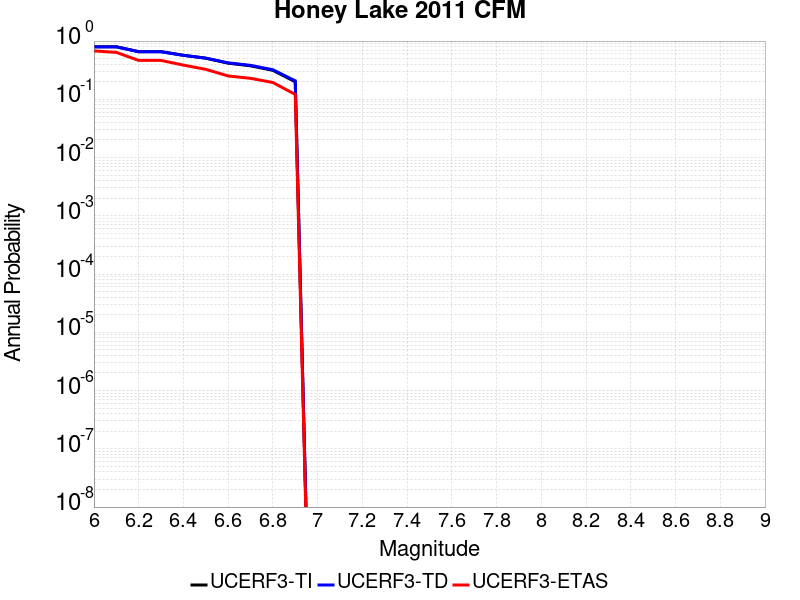 Honey Lake 2011 CFM
10^0
10^-1
10^-2
10^-3
10^-4
10^-5
10^-6
10^-7
10^-8
Annual Probability
6 6.2 6.4 6.6 6.8 7 7.2 7.4 7.6 7.8 8 8.2 8.4 8.6 8.8 9
Magnitude
UCERF3-TI UCERF3-TD UCERF3-ETAS